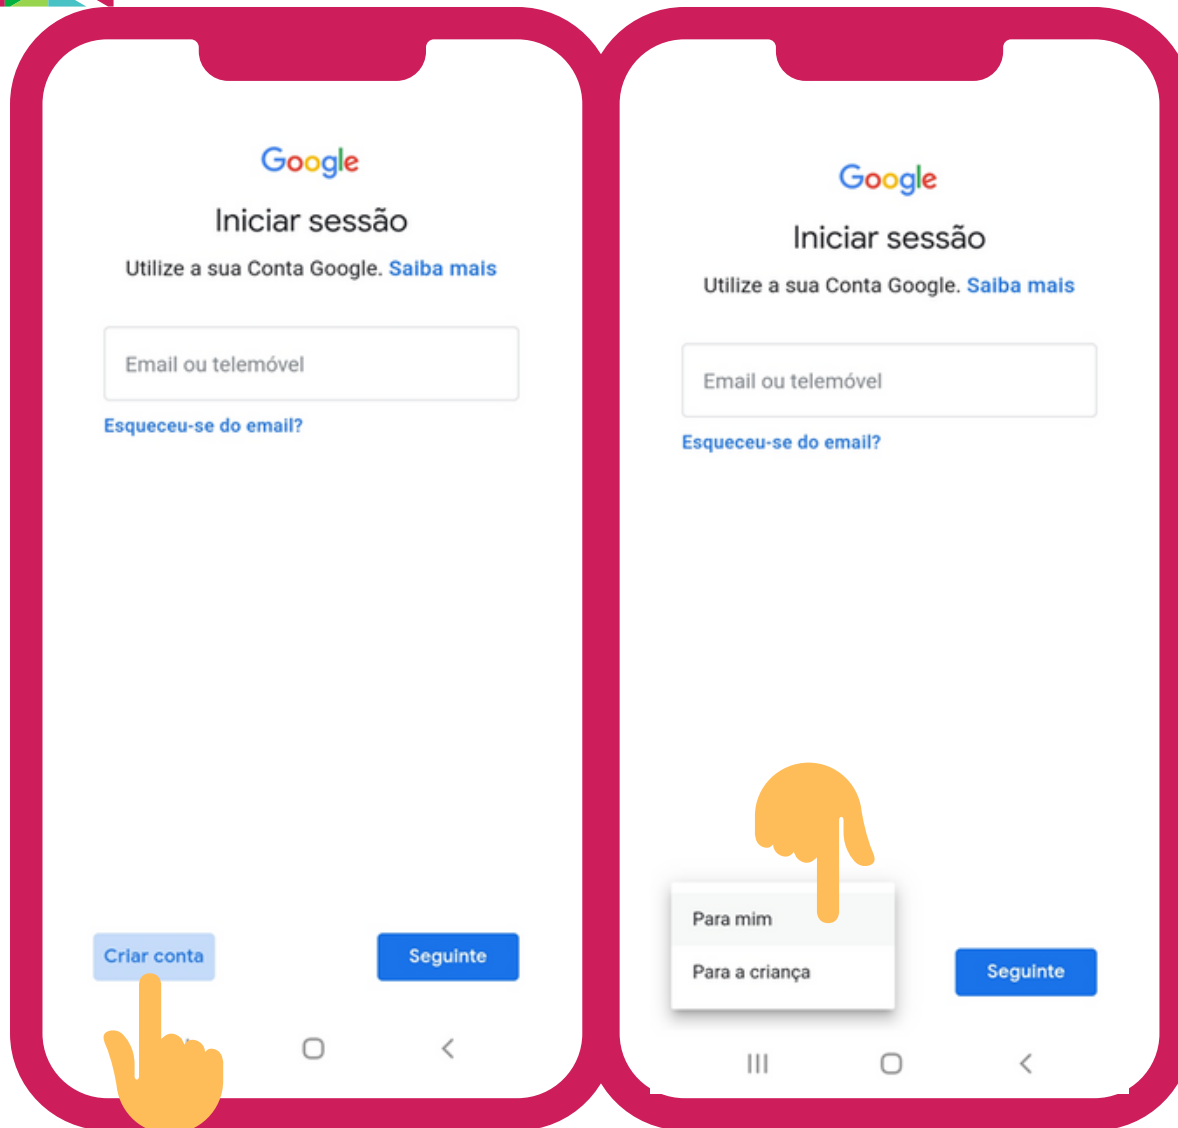 Google
Iniciar sessão
Utilize a sua Conta Google. Saiba mais
Email ou telemóvel
Esqueceu-se do email?
Criar conta
Seguinte
Google
Iniciar sessão
Utilize a sua Conta Google. Saiba mais
Email ou telemóvel
Esqueceu-se do email?
Para mim
Para a criança
Seguinte